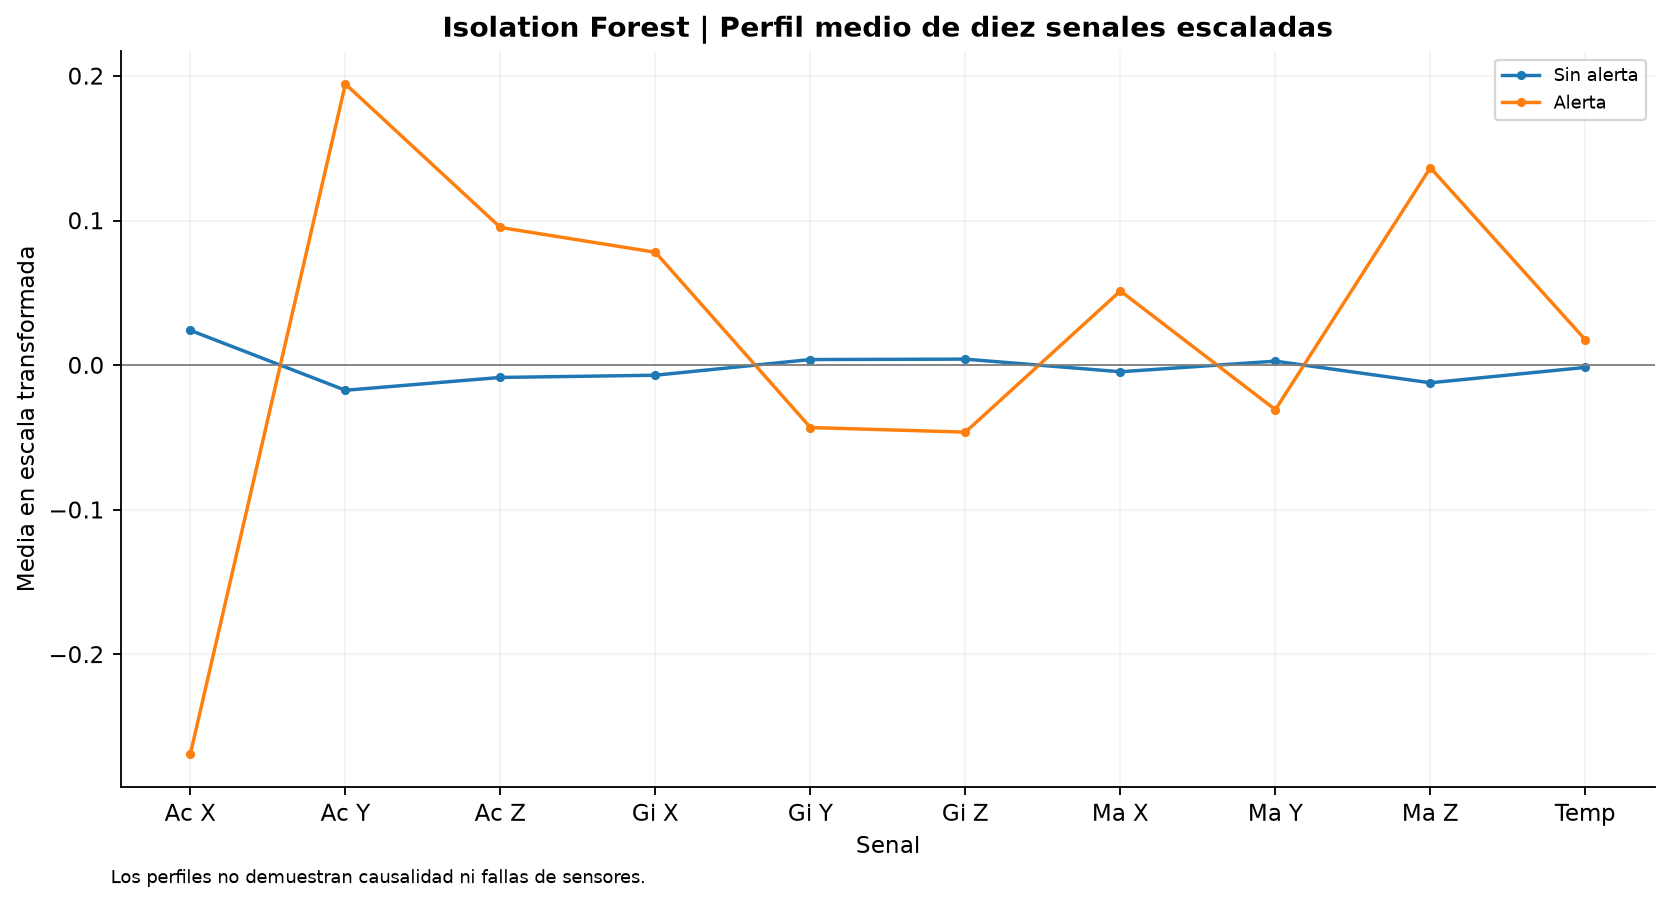 Isolation Forest | Perfil medio de diez senales escaladas
Sin alerta
Alerta
Media en escala transformada
0.2
0.1
0.0
−0.1
−0.2
Ac X
Ac Y
Ac Z
Gi X
Gi Y
Gi Z
Ma X
Ma Y
Ma Z
Temp
Senal
Los perfiles no demuestran causalidad ni fallas de sensores.